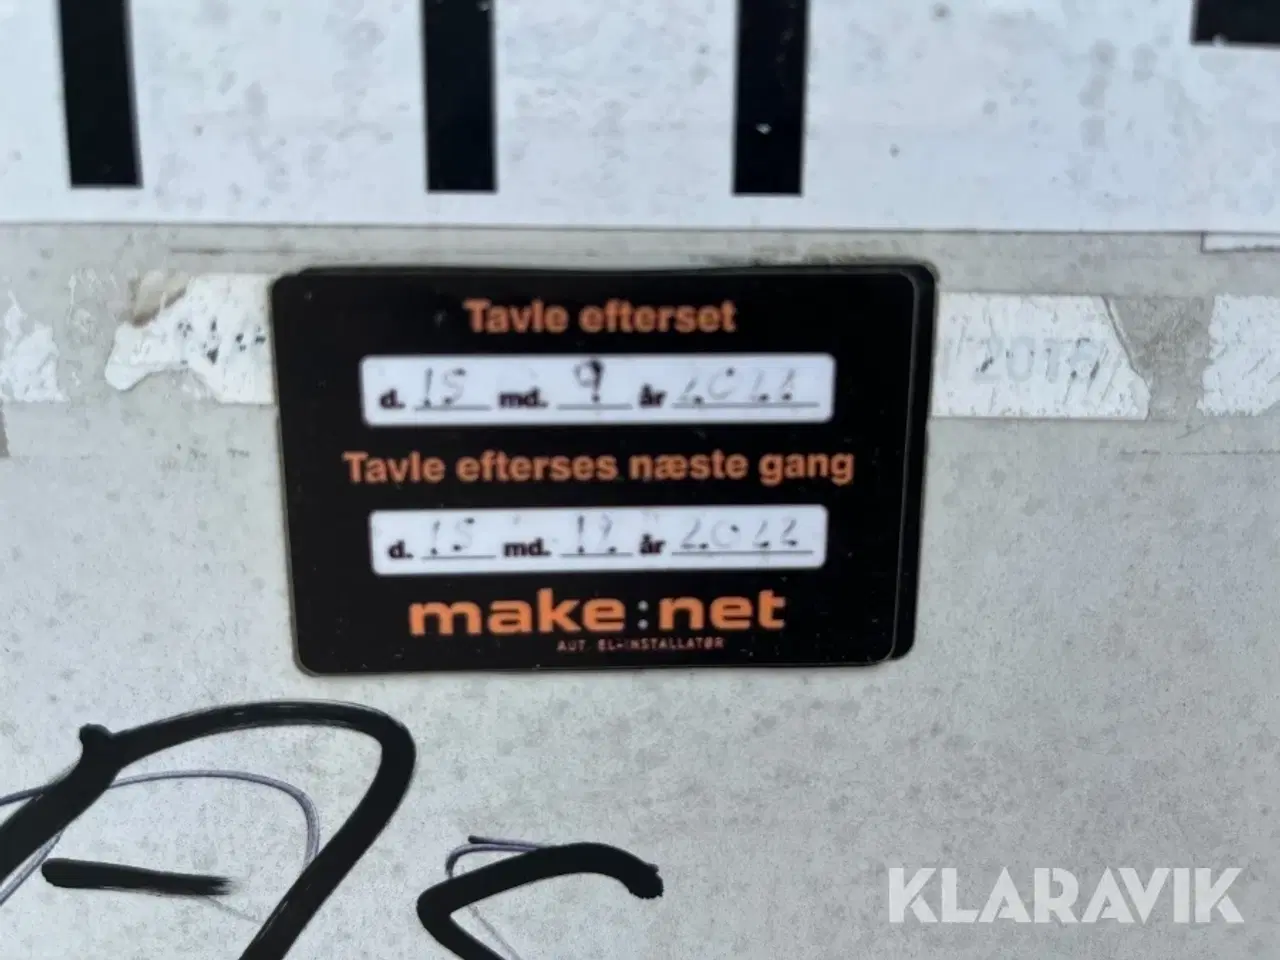 Tavle efterset
d. 15 md. 9 år 2022
Tavle efterses næste gang
d. 15 md. 12 år 2022
make:net
AUT. EL-INSTALLATØR
KLARAVIK